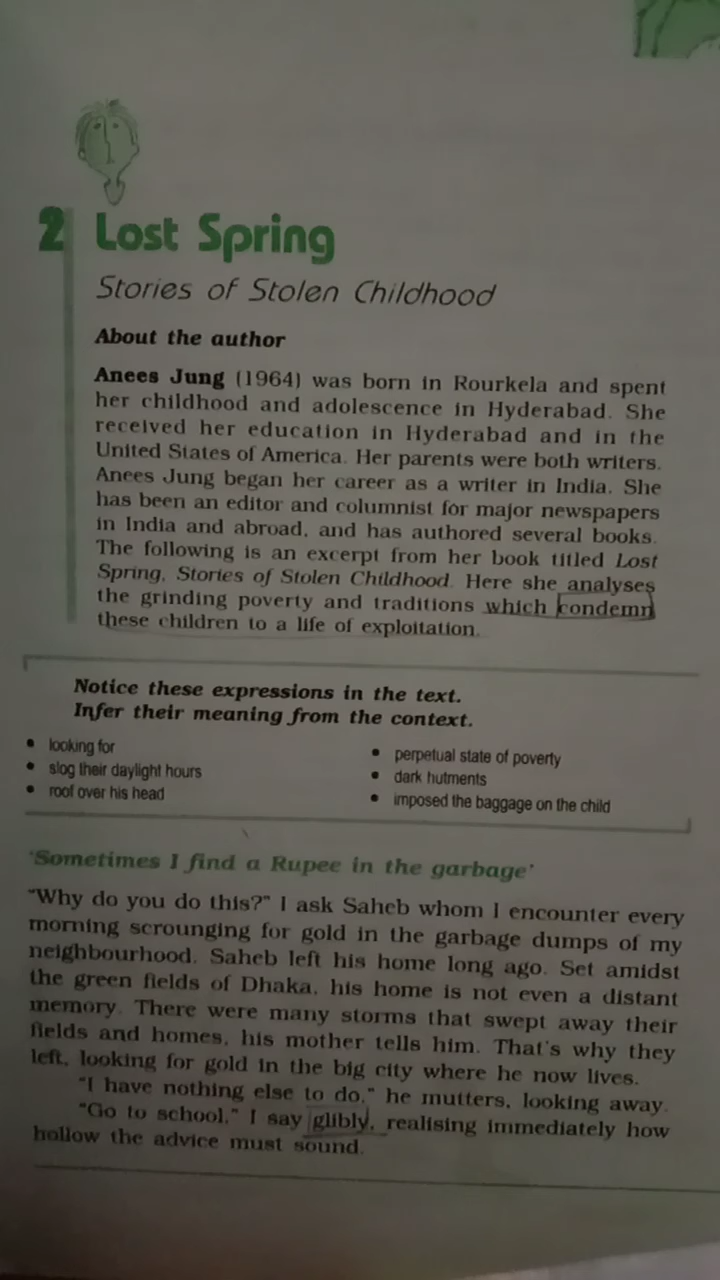 2 Lost Spring
Stories of Stolen Childhood
About the author
Anees Jung (1964) was born in Rourkela and spent
her childhood and adolescence in Hyderabad. She
received her education in Hyderabad and in the
United States of America. Her parents were both writers.
Anees Jung began her career as a writer in India. She
has been an editor and columnist for major newspapers
in India and abroad, and has authored several books.
The following is an excerpt from her book titled Lost
Spring, Stories of Stolen Childhood. Here she analyses
the grinding poverty and traditions which condemn
these children to a life of exploitation.
Notice these expressions in the text.
Infer their meaning from the context.
• looking for
• slog their daylight hours
• roof over his head
• perpetual state of poverty
• dark hutments
• imposed the baggage on the child
'Sometimes I find a Rupee in the garbage'
"Why do you do this?" I ask Saheb whom I encounter every
morning scrounging for gold in the garbage dumps of my
neighbourhood. Saheb left his home long ago. Set amidst
the green fields of Dhaka, his home is not even a distant
memory. There were many storms that swept away their
fields and homes, his mother tells him. That's why they
left, looking for gold in the big city where he now lives.
"I have nothing else to do," he mutters, looking away.
"Go to school," I say glibly, realising immediately how
hollow the advice must sound.